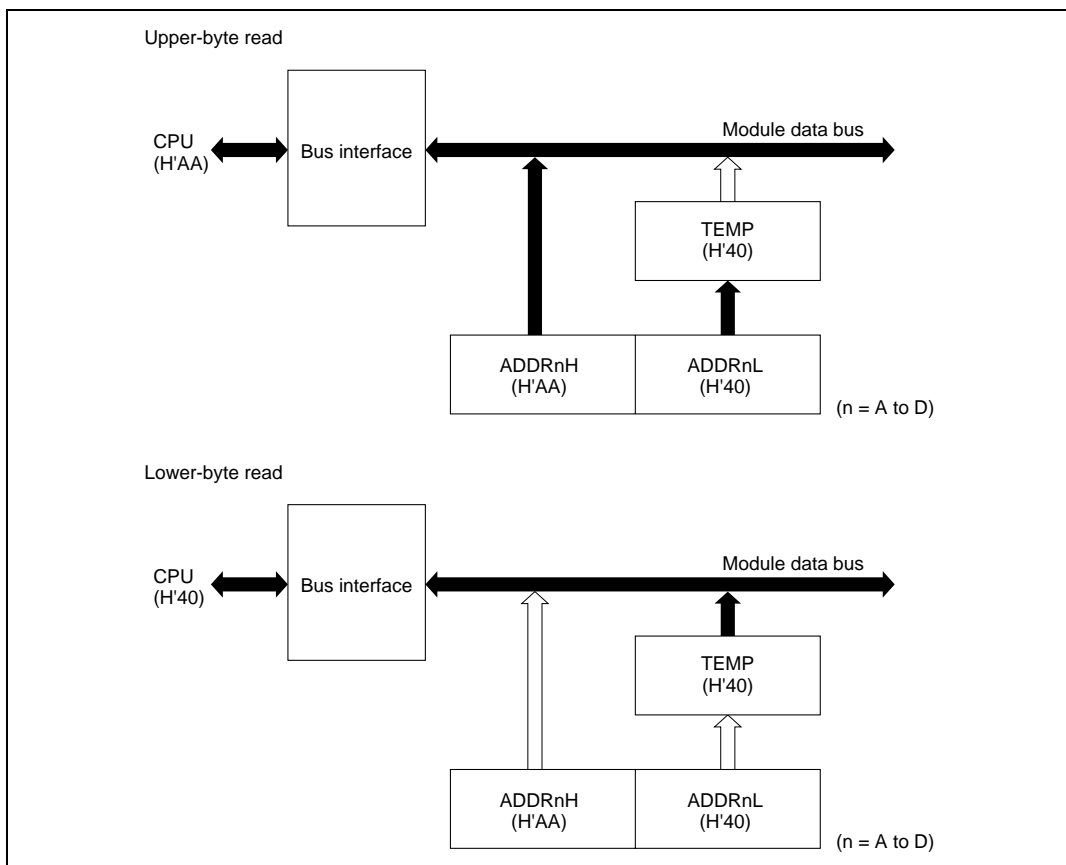 Upper-byte read
CPU
(H'AA)
Bus interface
Module data bus
TEMP
(H'40)
ADDRnH
(H'AA)
ADDRnL
(H'40)
(n = A to D)
Lower-byte read
CPU
(H'40)
Bus interface
Module data bus
TEMP
(H'40)
ADDRnH
(H'AA)
ADDRnL
(H'40)
(n = A to D)